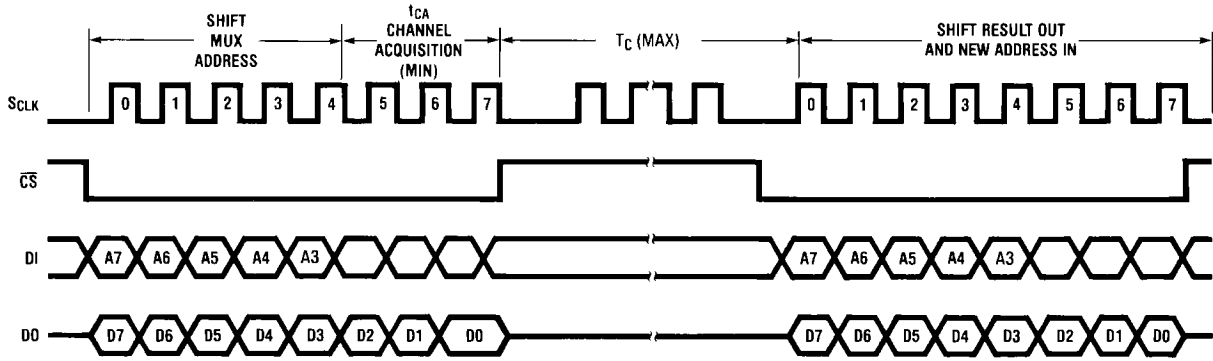 SHIFT
MUX
ADDRESS
tCA
CHANNEL
ACQUISITION
(MIN)
TC (MAX)
SHIFT RESULT OUT
AND NEW ADDRESS IN
SCLK 0 1 2 3 4 5 6 7 0 1 2 3 4 5 6 7
CS
DI A7 A6 A5 A4 A3 A7 A6 A5 A4 A3
DO D7 D6 D5 D4 D3 D2 D1 D0 D7 D6 D5 D4 D3 D2 D1 D0